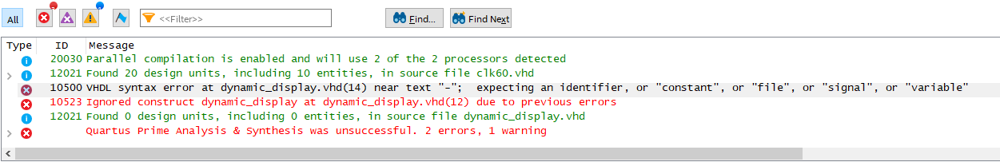 All <<Filter>> Find... Find Next
Type ID Message
20030 Parallel compilation is enabled and will use 2 of the 2 processors detected
12021 Found 20 design units, including 10 entities, in source file clk60.vhd
10500 VHDL syntax error at dynamic_display.vhd(14) near text "-"; expecting an identifier, or "constant", or "file", or "signal", or "variable"
10523 Ignored construct dynamic_display at dynamic_display.vhd(12) due to previous errors
12021 Found 0 design units, including 0 entities, in source file dynamic_display.vhd
Quartus Prime Analysis & Synthesis was unsuccessful. 2 errors, 1 warning